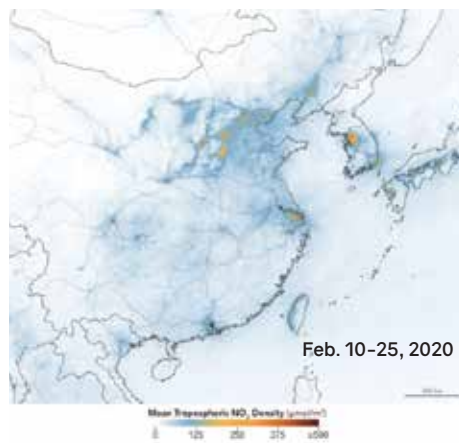 Feb. 10-25, 2020
Mean Tropospheric NO₂ Density (µmol/m²)
0 125 250 375 ≥500